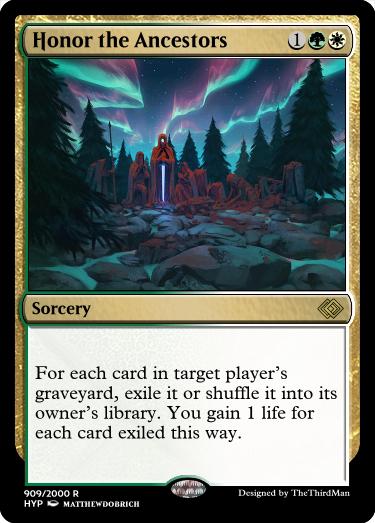 Honor the Ancestors 1
Sorcery
For each card in target player's
graveyard, exile it or shuffle it into its
owner's library. You gain 1 life for
each card exiled this way.
909/2000 R
HYP MATTHEWDOBRICH
Designed by TheThirdMan